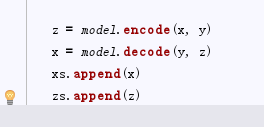 z = model.encode(x, y)
x = model.decode(y, z)
xs.append(x)
zs.append(z)